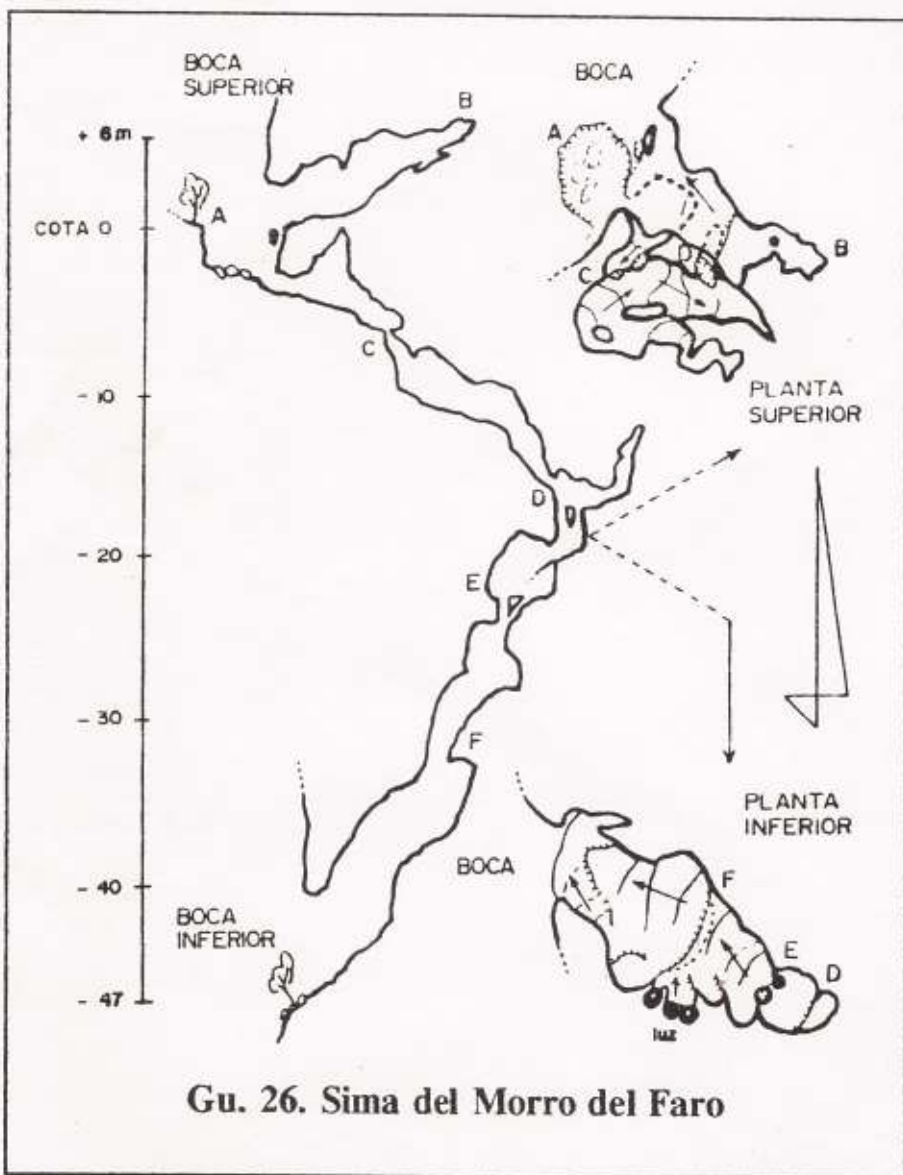 BOCA
SUPERIOR
B
+ 6m
A
COTA 0
C
- 10
D
- 20
E
- 30
F
- 40
BOCA
INFERIOR
- 47
BOCA
A
B
C
D
PLANTA
SUPERIOR
PLANTA
INFERIOR
BOCA
F
E
D
luz
Gu. 26. Sima del Morro del Faro